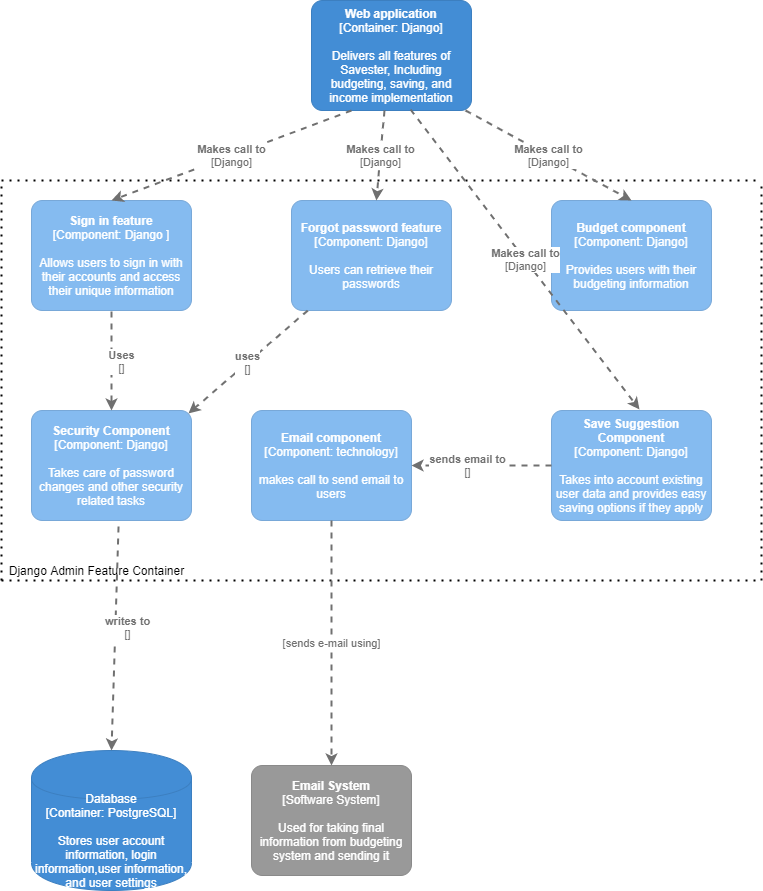 Web application
[Container: Django]
Delivers all features of
Savester, Including
budgeting, saving, and
income implementation
Makes call to
[Django]
Makes call to
[Django]
Makes call to
[Django]
Makes call to
[Django]
Sign in feature
[Component: Django ]
Allows users to sign in with
their accounts and access
their unique information
Forgot password feature
[Component: Django]
Users can retrieve their
passwords
Budget component
[Component: Django]
Provides users with their
budgeting information
Uses
[]
uses
[]
Security Component
[Component: Django]
Takes care of password
changes and other security
related tasks
Email component
[Component: technology]
makes call to send email to
users
sends email to
[]
Save Suggestion
Component
[Component: Django]
Takes into account existing
user data and provides easy
saving options if they apply
Django Admin Feature Container
writes to
[]
[sends e-mail using]
Database
[Container: PostgreSQL]
Stores user account
information, login
information,user information,
and user settings
Email System
[Software System]
Used for taking final
information from budgeting
system and sending it